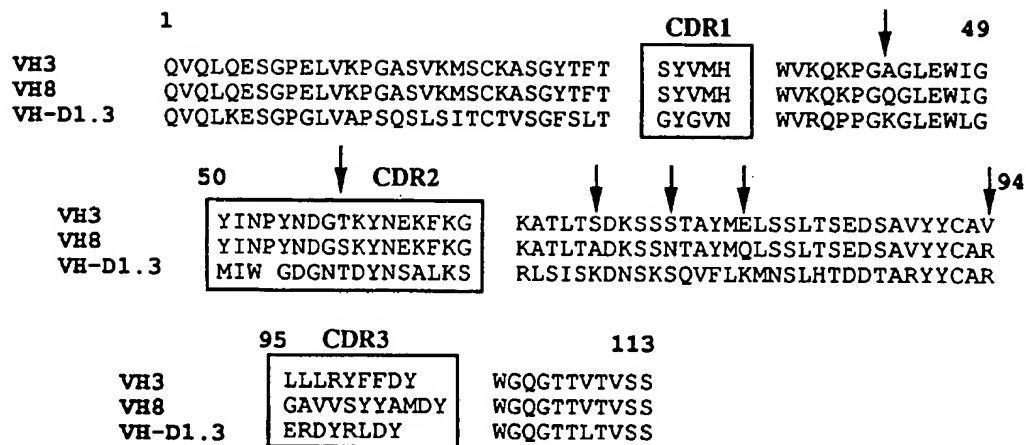 1 CDR1 49
VH3 QVQLQESGPELVKPGASVKMSCKASGYTFT SYVMH WVKQKPGAGLEWIG
VH8 QVQLQESGPELVKPGASVKMSCKASGYTFT SYVMH WVKQKPGQGLEWIG
VH-D1.3 QVQLKESGPGLVAPSQSLSITCTVSGFSLT GYGVN WVRQPPGKGLEWLG
50 CDR2 94
VH3 YINPYNDGTKYNEKFKG KATLTSDKSSSTAYMELSSLTSEDSAVYYCAV
VH8 YINPYNDGSKYNEKFKG KATLTADKSSNTAYMQLSSLTSEDSAVYYCAR
VH-D1.3 MIW GDGNTDYNSALKS RLSISKDNSKSQVFLKMNSLHTDDTARYYCAR
95 CDR3 113
VH3 LLLRYFFDY WGQGTTVTVSS
VH8 GAVVSYYAMDY WGQGTTVTVSS
VH-D1.3 ERDYRLDY WGQGTTLTVSS